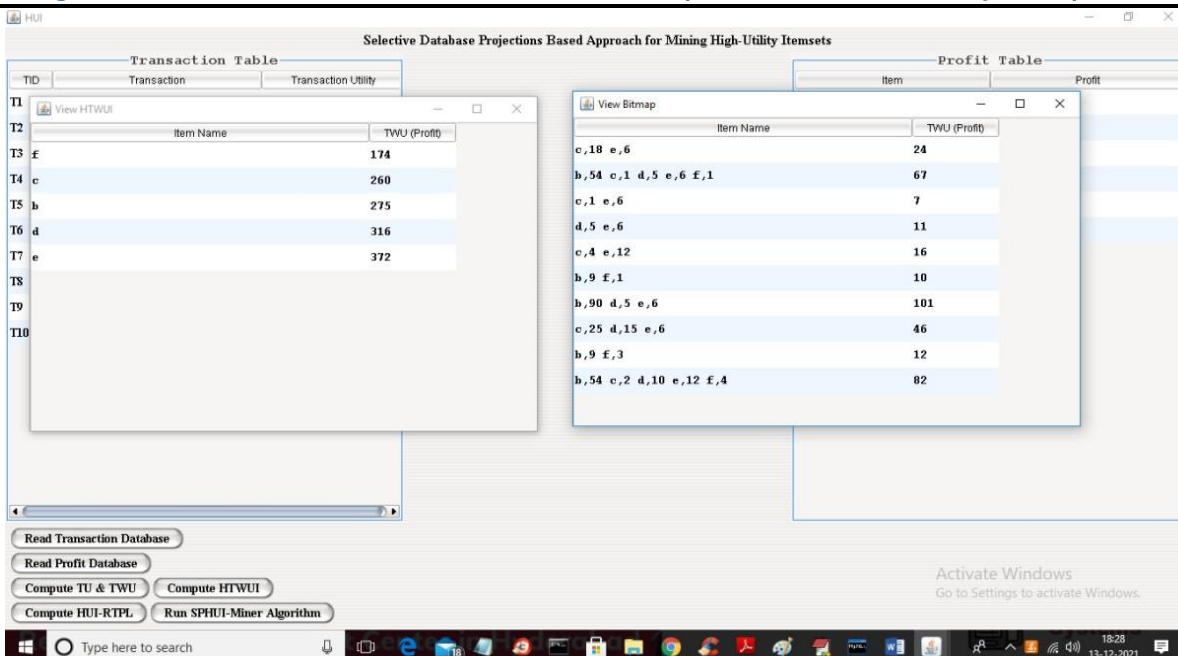 HUI
Selective Database Projections Based Approach for Mining High-Utility Itemsets
Transaction Table
TID Transaction Transaction Utility
T1
T2
T3
T4
T5
T6
T7
T8
T9
T10
View HTWUI
Item Name TWU (Profit)
f 174
c 260
b 275
d 316
e 372
View Bitmap
Item Name TWU (Profit)
c,18 e,6 24
b,54 c,1 d,5 e,6 f,1 67
c,1 e,6 7
d,5 e,6 11
c,4 e,12 16
b,9 f,1 10
b,90 d,5 e,6 101
c,25 d,15 e,6 46
b,9 f,3 12
b,54 c,2 d,10 e,12 f,4 82
Profit Table
Item Profit
Read Transaction Database
Read Profit Database
Compute TU & TWU Compute HTWUI
Compute HUI-RTPL Run SPHUI-Miner Algorithm
Activate Windows
Go to Settings to activate Windows.
Type here to search
18
18:28
13-12-2021